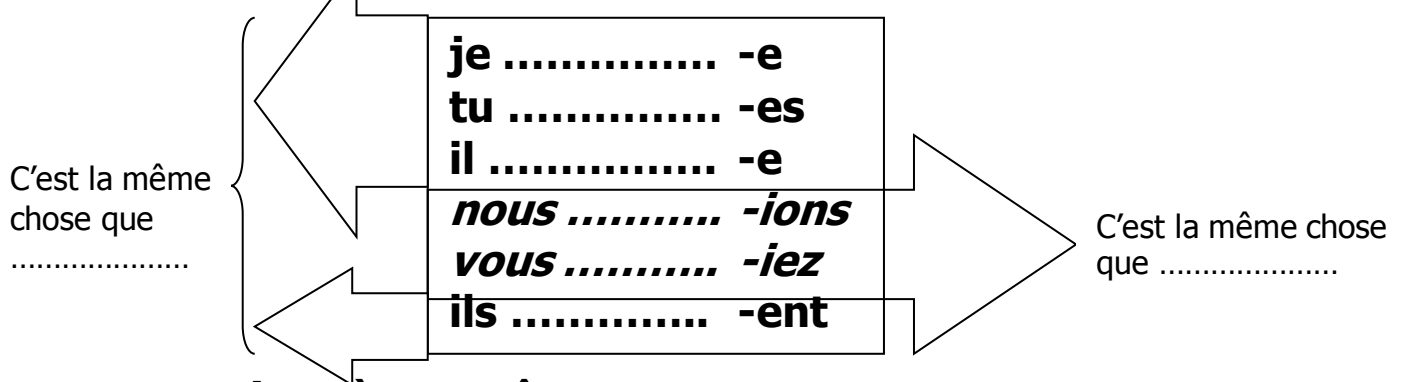 je …………… -e
tu …………… -es
il ……………. -e
nous ……….. -ions
vous ……….. -iez
ils ………….. -ent
C’est la même
chose que
…………………
C’est la même chose
que …………………